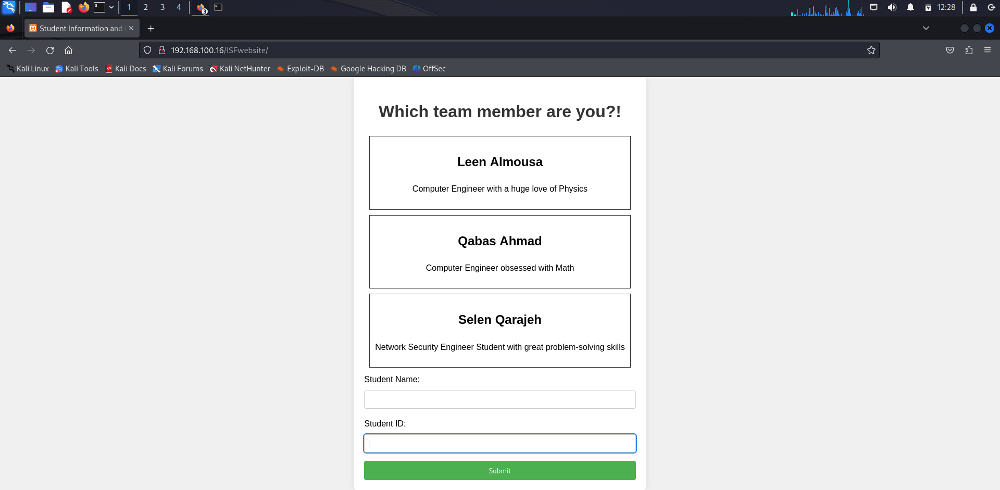 1 2 3 4 3 12:28
Student Information and
192.168.100.16/ISFwebsite/
Kali Linux Kali Tools Kali Docs Kali Forums Kali NetHunter Exploit-DB Google Hacking DB OffSec
Which team member are you?!
Leen Almousa
Computer Engineer with a huge love of Physics
Qabas Ahmad
Computer Engineer obsessed with Math
Selen Qarajeh
Network Security Engineer Student with great problem-solving skills
Student Name:
Student ID:
Submit